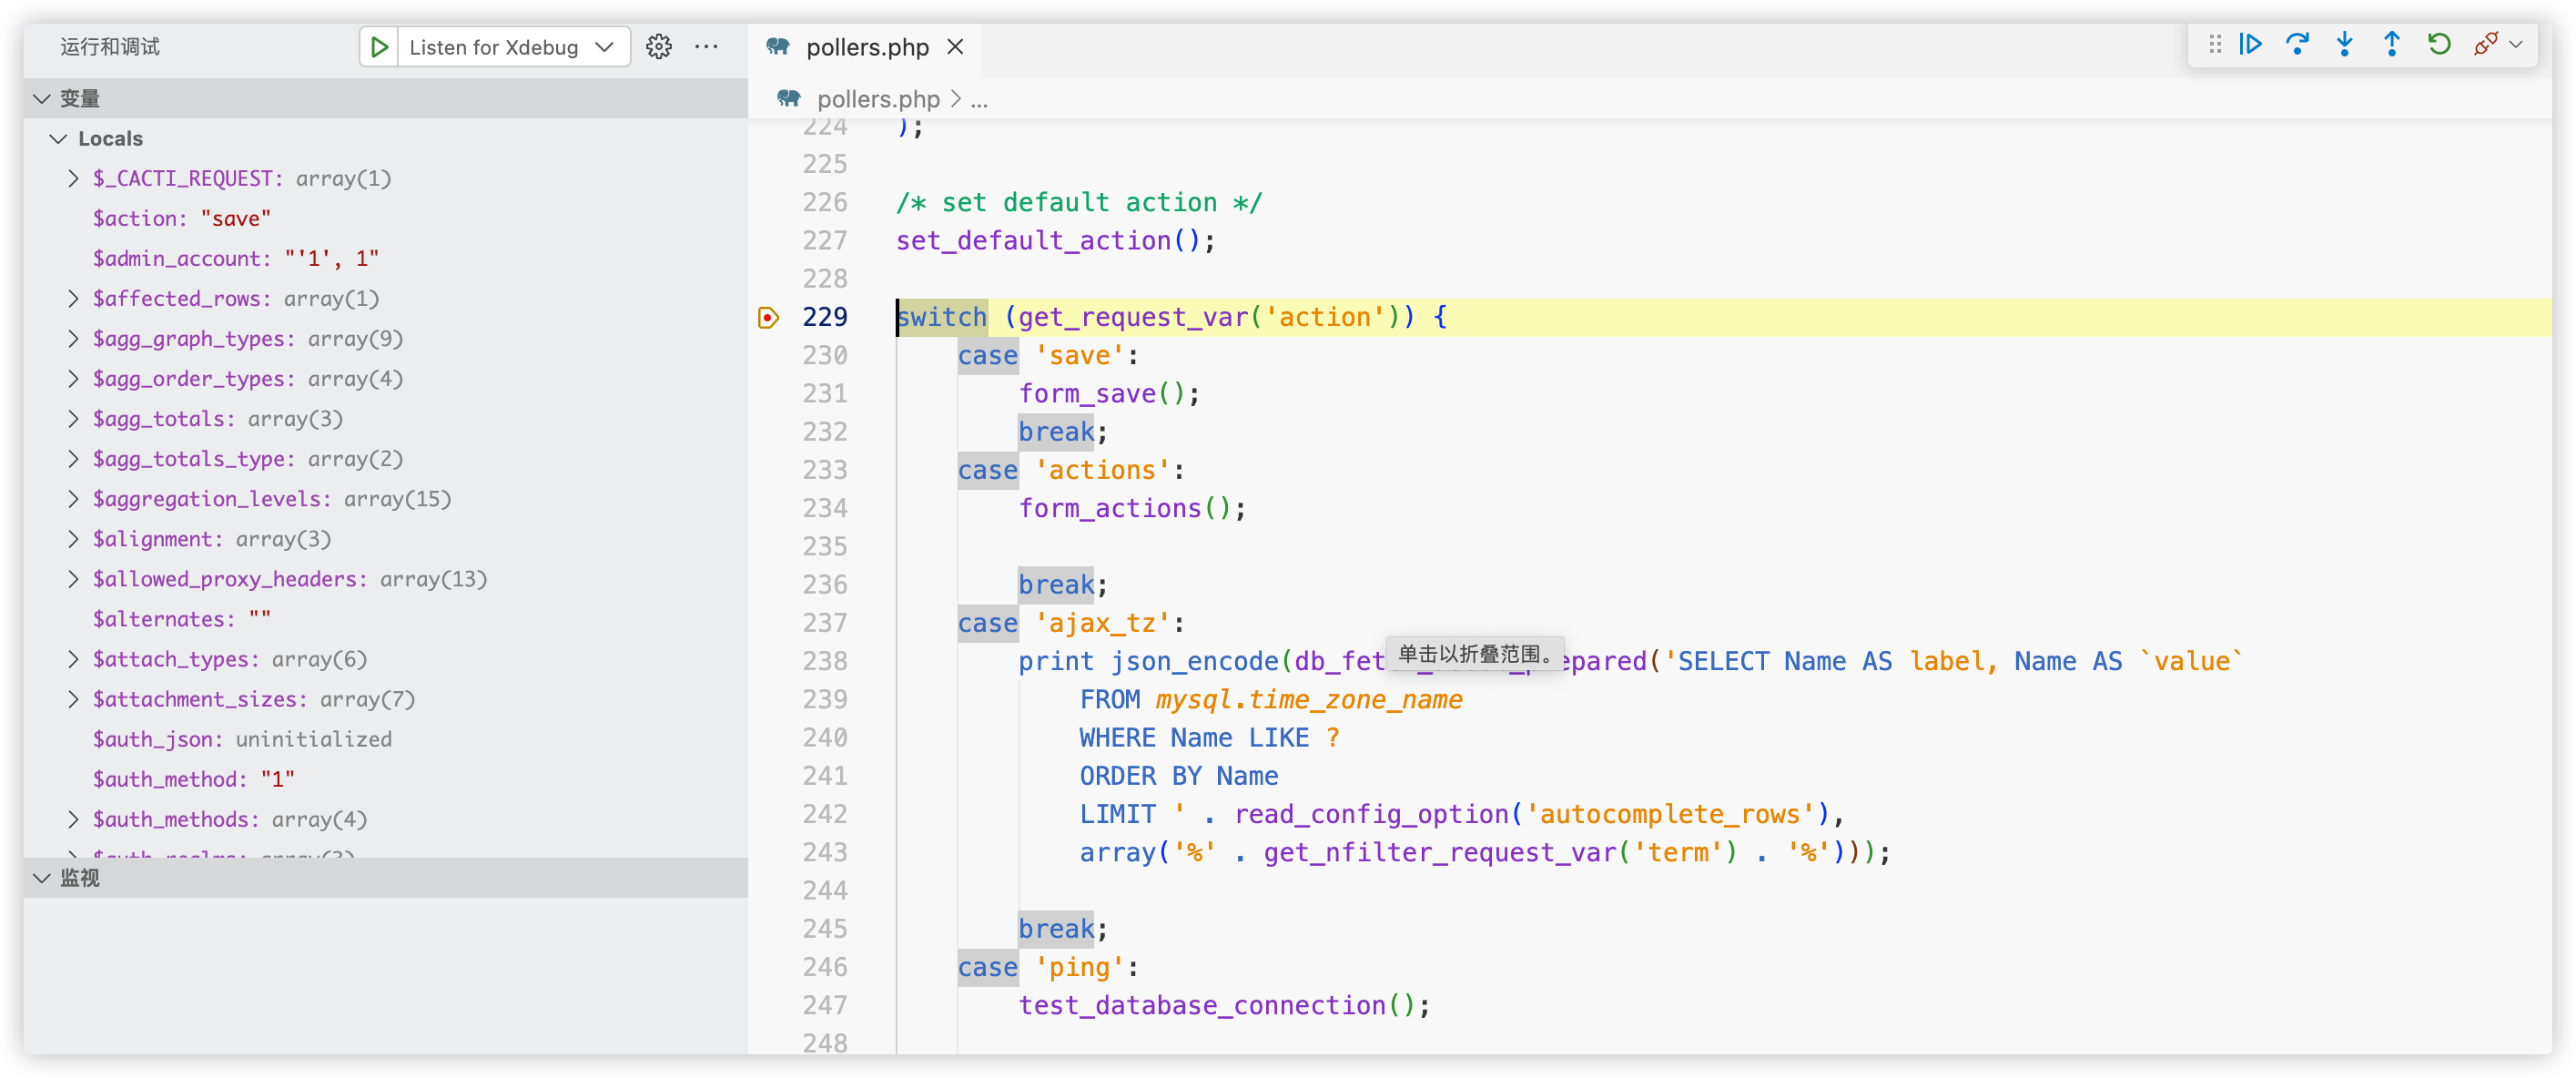 运行和调试
Listen for Xdebug
变量
Locals
$_CACTI_REQUEST: array(1)
$action: "save"
$admin_account: "'1', 1"
$affected_rows: array(1)
$agg_graph_types: array(9)
$agg_order_types: array(4)
$agg_totals: array(3)
$agg_totals_type: array(2)
$aggregation_levels: array(15)
$alignment: array(3)
$allowed_proxy_headers: array(13)
$alternates: ""
$attach_types: array(6)
$attachment_sizes: array(7)
$auth_json: uninitialized
$auth_method: "1"
$auth_methods: array(4)
监视
pollers.php
pollers.php > ...
224 );
225
226 /* set default action */
227 set_default_action();
228
229 switch (get_request_var('action')) {
230 case 'save':
231 form_save();
232 break;
233 case 'actions':
234 form_actions();
235
236 break;
237 case 'ajax_tz':
238 print json_encode(db_fet 单击以折叠范围。 epared('SELECT Name AS label, Name AS `value`
239 FROM mysql.time_zone_name
240 WHERE Name LIKE ?
241 ORDER BY Name
242 LIMIT ' . read_config_option('autocomplete_rows'),
243 array('%' . get_nfilter_request_var('term') . '%')));
244
245 break;
246 case 'ping':
247 test_database_connection();
248